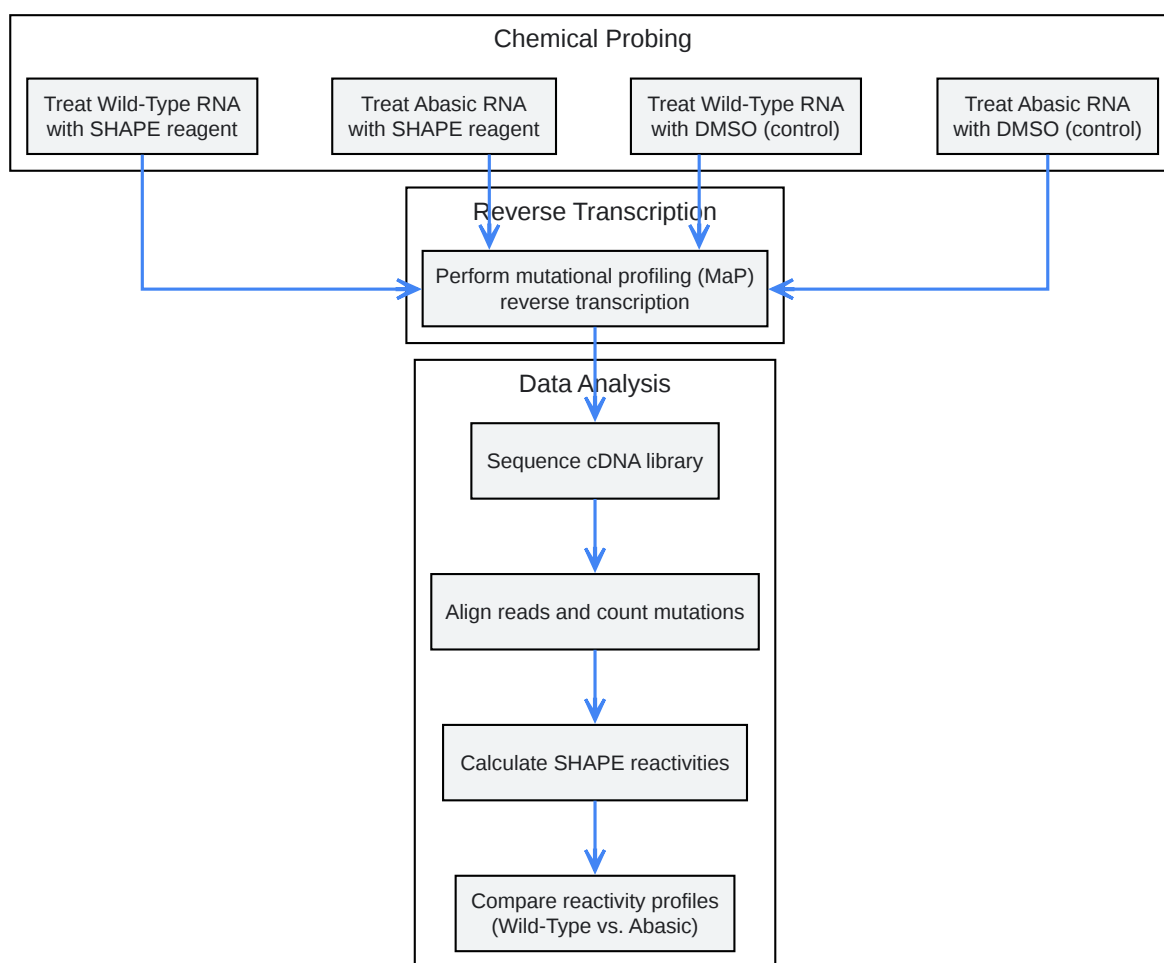 Chemical Probing
Treat Wild-Type RNA
with SHAPE reagent
Treat Abasic RNA
with SHAPE reagent
Treat Wild-Type RNA
with DMSO (control)
Treat Abasic RNA
with DMSO (control)
Reverse Transcription
Perform mutational profiling (MaP)
reverse transcription
Data Analysis
Sequence cDNA library
Align reads and count mutations
Calculate SHAPE reactivities
Compare reactivity profiles
(Wild-Type vs. Abasic)